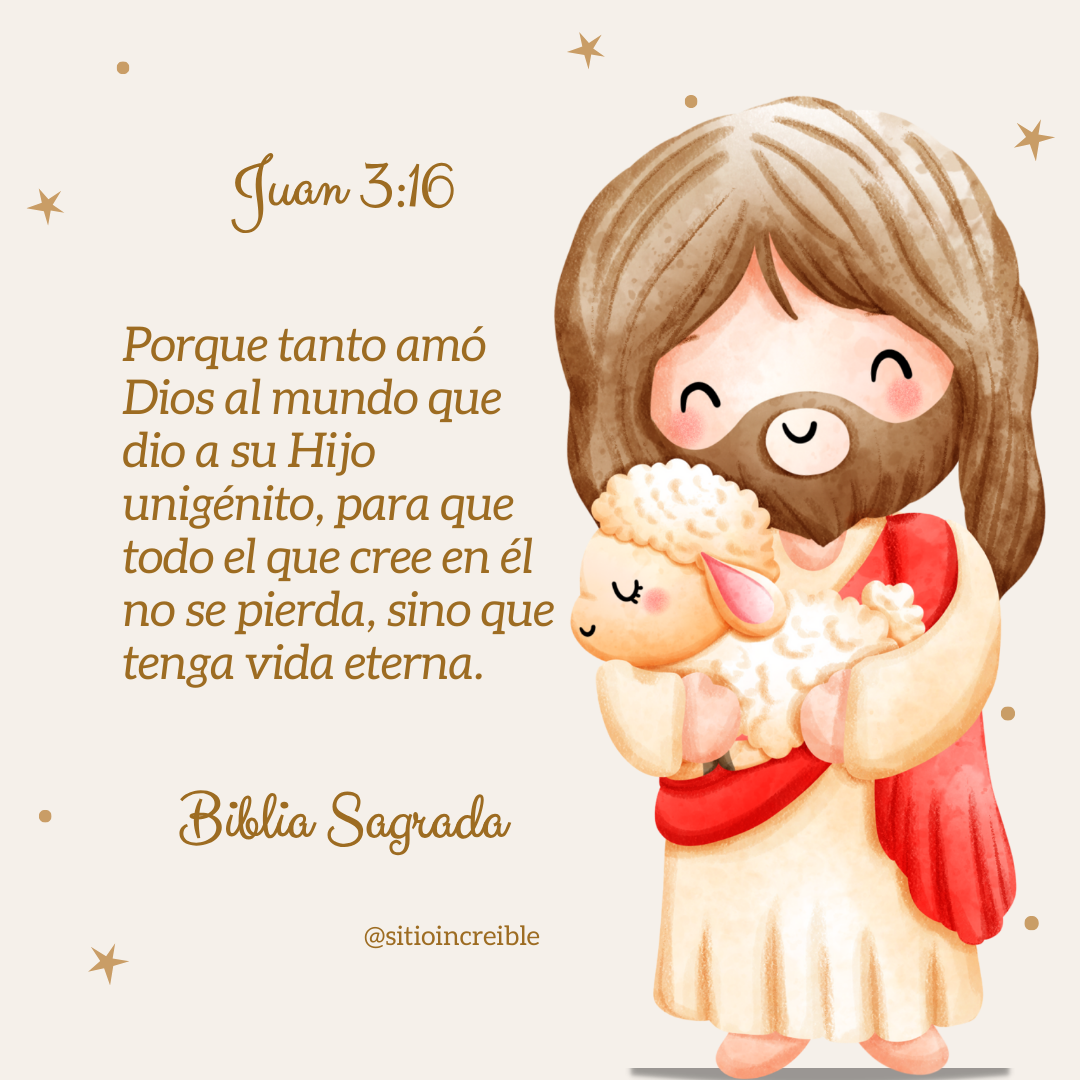 Juan 3:16
Porque tanto amó
Dios al mundo que
dio a su Hijo
unigénito, para que
todo el que cree en él
no se pierda, sino que
tenga vida eterna.
Biblia Sagrada
@sitioincreible